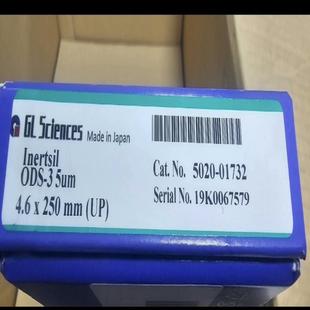 GL Sciences Made in Japan
Inertsil
ODS-3 5um
4.6 x 250 mm (UP)
Cat. No. 5020-01732
Serial No. 19K0067579